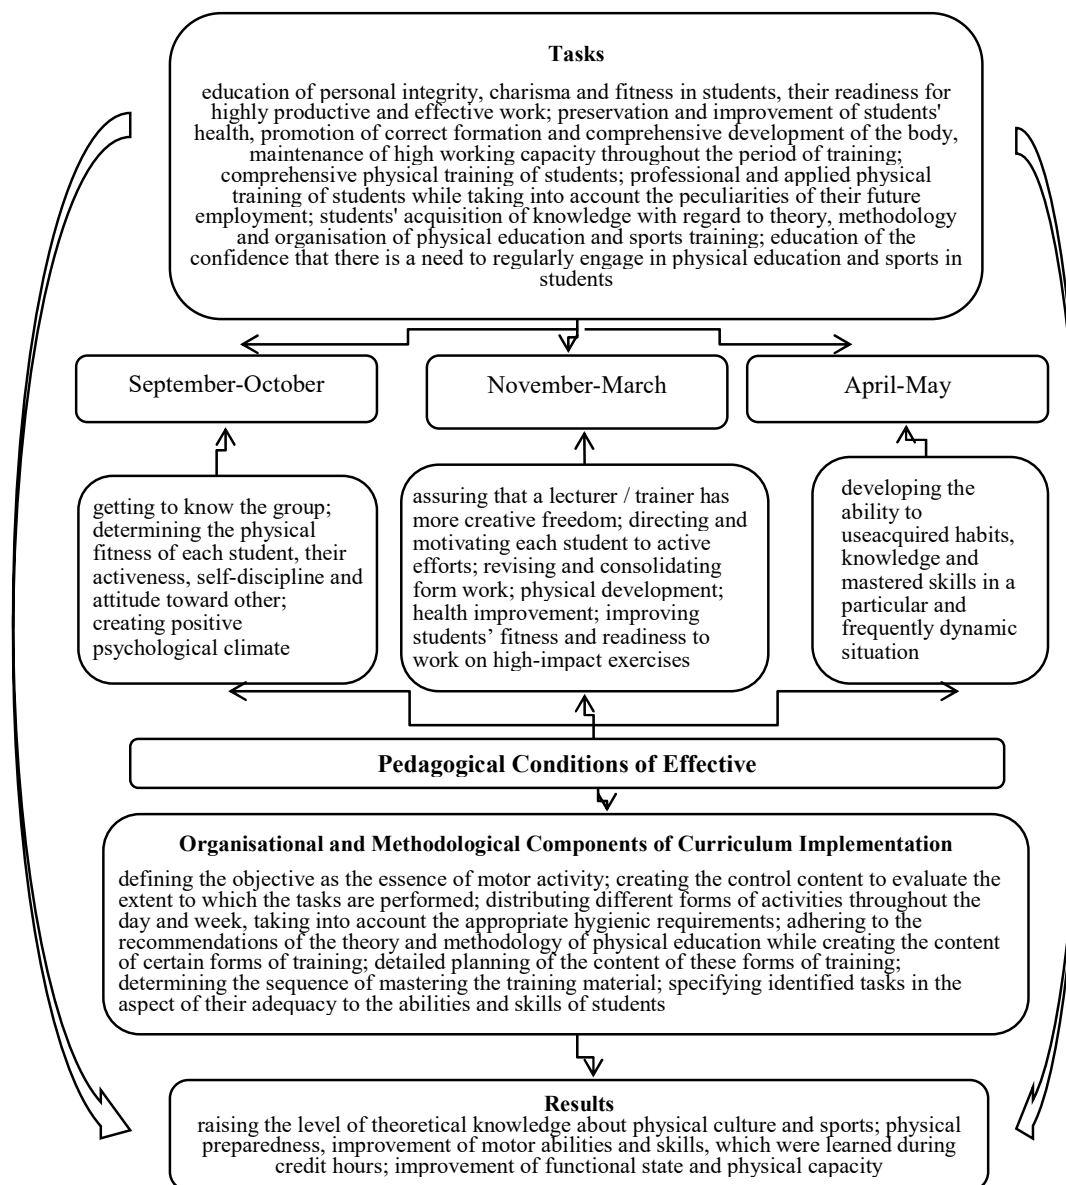 Tasks
education of personal integrity, charisma and fitness in students, their readiness for
highly productive and effective work; preservation and improvement of students'
health, promotion of correct formation and comprehensive development of the body,
maintenance of high working capacity throughout the period of training;
comprehensive physical training of students; professional and applied physical
training of students while taking into account the peculiarities of their future
employment; students' acquisition of knowledge with regard to theory, methodology
and organisation of physical education and sports training; education of the
confidence that there is a need to regularly engage in physical education and sports in
students
September-October
November-March
April-May
getting to know the group;
determining the physical
fitness of each student, their
activeness, self-discipline and
attitude toward other;
creating positive
psychological climate
assuring that a lecturer / trainer has
more creative freedom; directing and
motivating each student to active
efforts; revising and consolidating
form work; physical development;
health improvement; improving
students’ fitness and readiness to
work on high-impact exercises
developing the
ability to
useacquired habits,
knowledge and
mastered skills in a
particular and
frequently dynamic
situation
Pedagogical Conditions of Effective
Organisational and Methodological Components of Curriculum Implementation
defining the objective as the essence of motor activity; creating the control content to evaluate the
extent to which the tasks are performed; distributing different forms of activities throughout the
day and week, taking into account the appropriate hygienic requirements; adhering to the
recommendations of the theory and methodology of physical education while creating the content
of certain forms of training; detailed planning of the content of these forms of training;
determining the sequence of mastering the training material; specifying identified tasks in the
aspect of their adequacy to the abilities and skills of students
Results
raising the level of theoretical knowledge about physical culture and sports; physical
preparedness, improvement of motor abilities and skills, which were learned during
credit hours; improvement of functional state and physical capacity